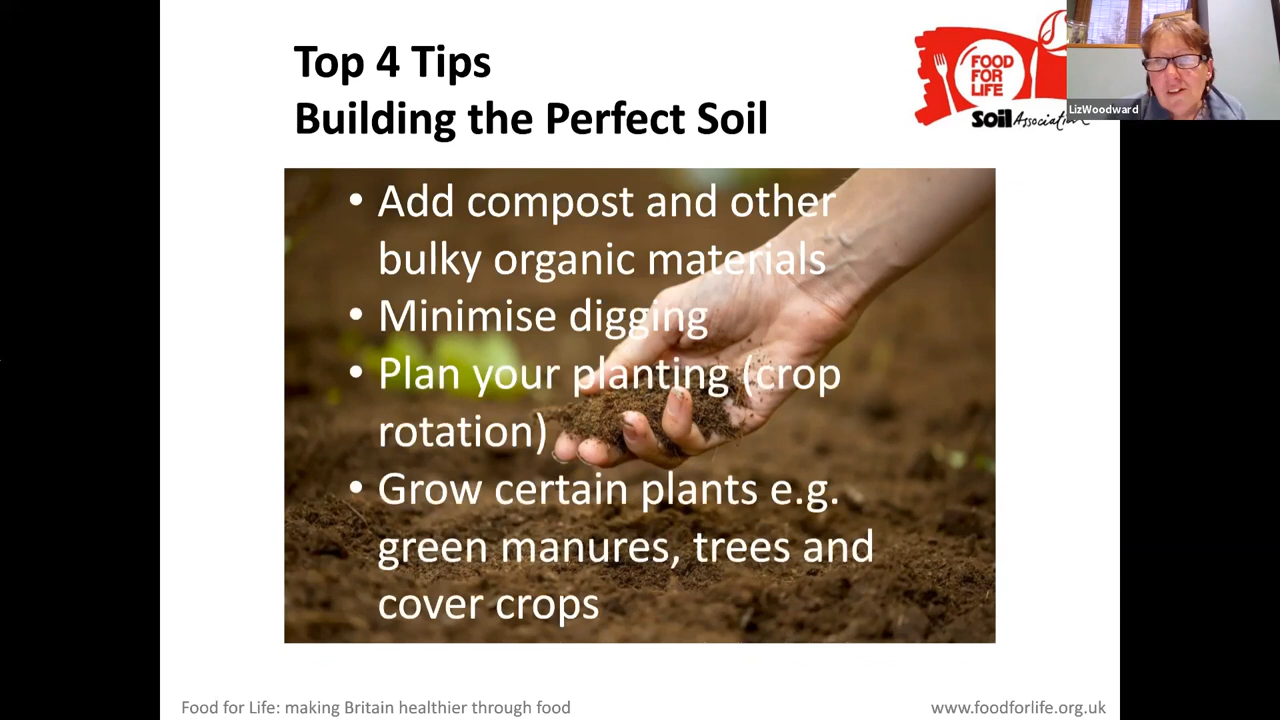 Top 4 Tips
Building the Perfect Soil
FOOD
FOR
LIFE
Soil Association
LizWoodward
• Add compost and other
bulky organic materials
• Minimise digging
• Plan your planting (crop
rotation)
• Grow certain plants e.g.
green manures, trees and
cover crops
Food for Life: making Britain healthier through food
www.foodforlife.org.uk